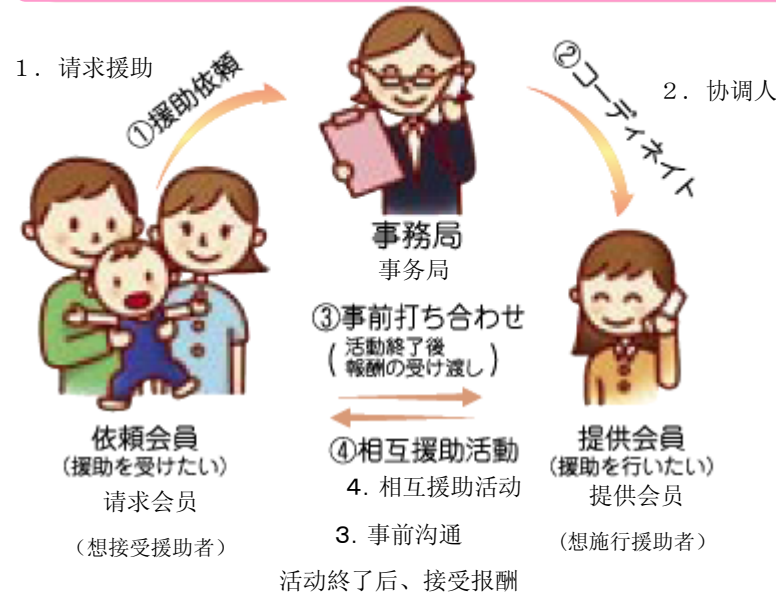 1．请求援助
①援助依頼
②コーディネイト
2．协调人
事務局
事务局
③事前打ち合わせ
(活動終了後
報酬の受け渡し)
④相互援助活動
4. 相互援助活动
3. 事前沟通
活动終了后、接受报酬
依頼会員
(援助を受けたい)
请求会员
（想接受援助者）
提供会員
(援助を行いたい)
提供会员
(想施行援助者）